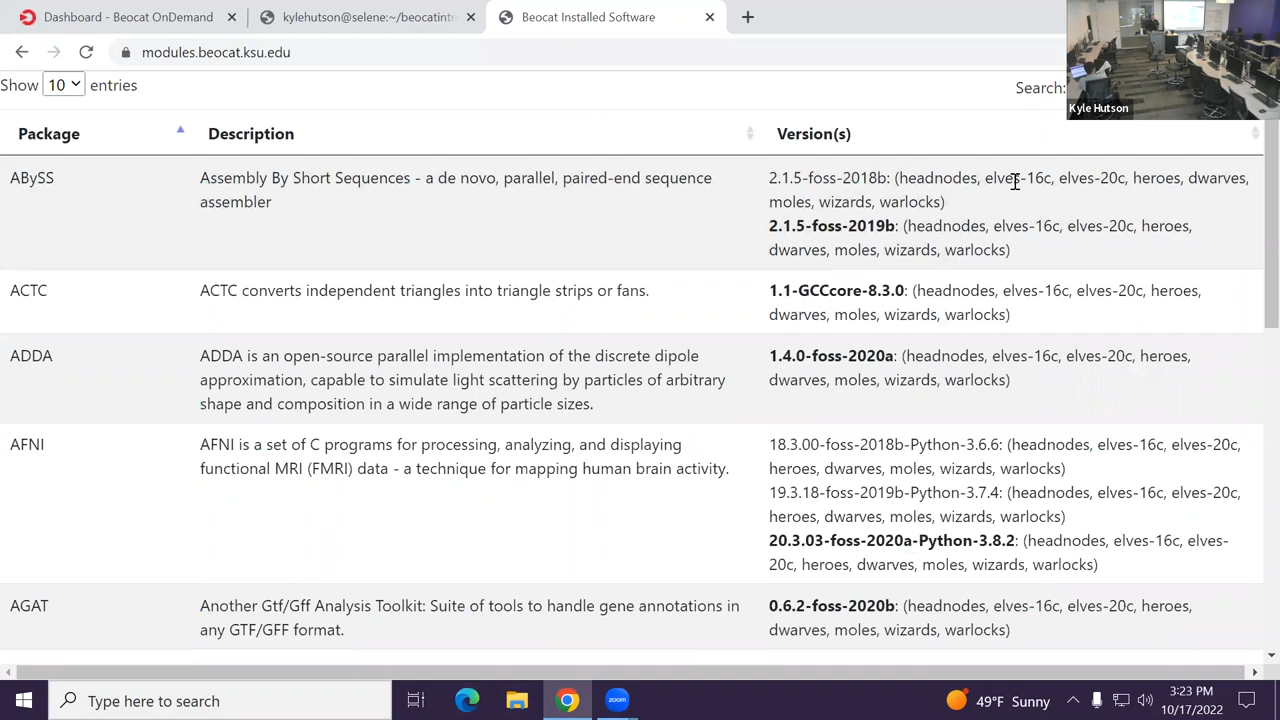 Dashboard - Beocat OnDemand
kylehutson@selene:~/beocatintr
Beocat Installed Software
modules.beocat.ksu.edu
Kyle Hutson
Show 10 entries
Search:
Package
Description
Version(s)
ABySS
Assembly By Short Sequences - a de novo, parallel, paired-end sequence
assembler
2.1.5-foss-2018b: (headnodes, elves-16c, elves-20c, heroes, dwarves,
moles, wizards, warlocks)
2.1.5-foss-2019b: (headnodes, elves-16c, elves-20c, heroes,
dwarves, moles, wizards, warlocks)
ACTC
ACTC converts independent triangles into triangle strips or fans.
1.1-GCCcore-8.3.0: (headnodes, elves-16c, elves-20c, heroes,
dwarves, moles, wizards, warlocks)
ADDA
ADDA is an open-source parallel implementation of the discrete dipole
approximation, capable to simulate light scattering by particles of arbitrary
shape and composition in a wide range of particle sizes.
1.4.0-foss-2020a: (headnodes, elves-16c, elves-20c, heroes,
dwarves, moles, wizards, warlocks)
AFNI
AFNI is a set of C programs for processing, analyzing, and displaying
functional MRI (FMRI) data - a technique for mapping human brain activity.
18.3.00-foss-2018b-Python-3.6.6: (headnodes, elves-16c, elves-20c,
heroes, dwarves, moles, wizards, warlocks)
19.3.18-foss-2019b-Python-3.7.4: (headnodes, elves-16c, elves-20c,
heroes, dwarves, moles, wizards, warlocks)
20.3.03-foss-2020a-Python-3.8.2: (headnodes, elves-16c, elves-
20c, heroes, dwarves, moles, wizards, warlocks)
AGAT
Another Gtf/Gff Analysis Toolkit: Suite of tools to handle gene annotations in
any GTF/GFF format.
0.6.2-foss-2020b: (headnodes, elves-16c, elves-20c, heroes,
dwarves, moles, wizards, warlocks)
Type here to search
zoom
49°F Sunny
3:23 PM
10/17/2022